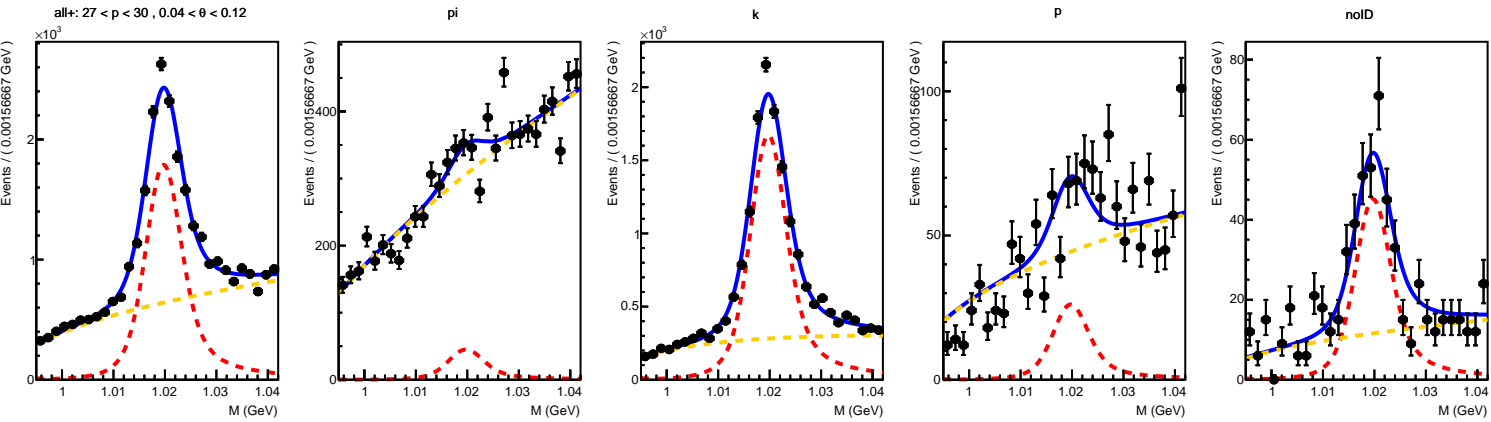 all+: 27 < p < 30 , 0.04 < θ < 0.12
×10³
Events / ( 0.00156667 GeV )
2
1
0
1 1.01 1.02 1.03 1.04
M (GeV)
pi
Events / ( 0.00156667 GeV )
400
200
0
1 1.01 1.02 1.03 1.04
M (GeV)
k
×10³
Events / ( 0.00156667 GeV )
2
1.5
1
0.5
0
1 1.01 1.02 1.03 1.04
M (GeV)
p
Events / ( 0.00156667 GeV )
100
50
0
1 1.01 1.02 1.03 1.04
M (GeV)
noID
Events / ( 0.00156667 GeV )
80
60
40
20
0
1 1.01 1.02 1.03 1.04
M (GeV)